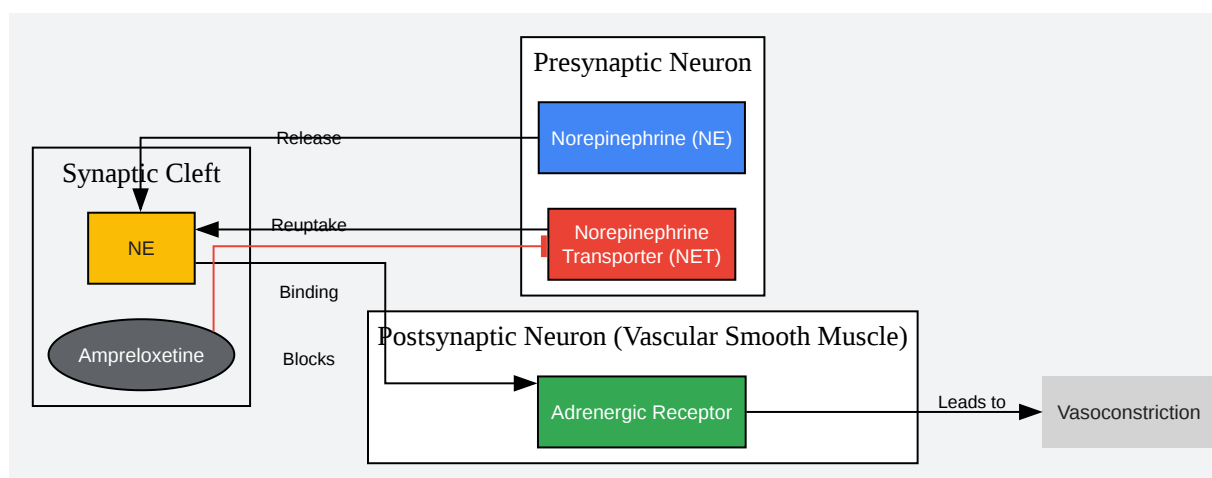 Presynaptic Neuron
Norepinephrine (NE)
Release
Synaptic Cleft
NE
Reuptake
Norepinephrine
Transporter (NET)
Binding
Ampreloxetine
Blocks
Postsynaptic Neuron (Vascular Smooth Muscle)
Adrenergic Receptor
Leads to
Vasoconstriction